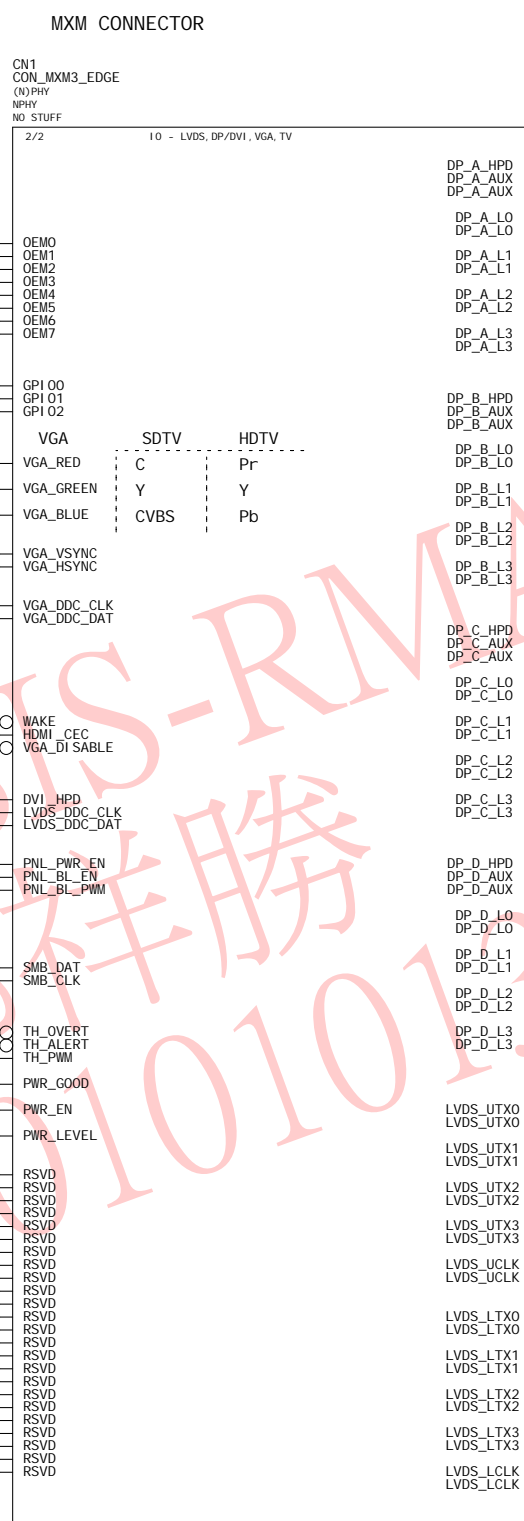 MXM CONNECTOR
CN1
CON_MXM3_EDGE
(N)PHY
NPHY
NO STUFF
2/2 IO - LVDS,DP/DVI,VGA,TV
DP_A_HPD
DP_A_AUX
DP_A_AUX
DP_A_L0
DP_A_L0
OEM0
OEM1 DP_A_L1
OEM2 DP_A_L1
OEM3
OEM4 DP_A_L2
OEM5 DP_A_L2
OEM6
OEM7 DP_A_L3
DP_A_L3
GPIO0
GPIO1 DP_B_HPD
GPIO2 DP_B_AUX
DP_B_AUX
VGA SDTV HDTV
DP_B_L0
VGA_RED C Pr DP_B_L0
VGA_GREEN Y Y DP_B_L1
DP_B_L1
VGA_BLUE CVBS Pb
DP_B_L2
DP_B_L2
VGA_VSYNC
VGA_HSYNC DP_B_L3
DP_B_L3
VGA_DDC_CLK
VGA_DDC_DAT
DP_C_HPD
DP_C_AUX
DP_C_AUX
DP_C_L0
DP_C_L0
WAKE DP_C_L1
HDMI_CEC DP_C_L1
VGA_DISABLE
DP_C_L2
DP_C_L2
DVI_HPD DP_C_L3
LVDS_DDC_CLK DP_C_L3
LVDS_DDC_DAT
PNL_PWR_EN DP_D_HPD
PNL_BL_EN DP_D_AUX
PNL_BL_PWM DP_D_AUX
DP_D_L0
DP_D_L0
DP_D_L1
SMB_DAT DP_D_L1
SMB_CLK
DP_D_L2
DP_D_L2
TH_OVERT DP_D_L3
TH_ALERT DP_D_L3
TH_PWM
PWR_GOOD
PWR_EN LVDS_UTX0
LVDS_UTX0
PWR_LEVEL
LVDS_UTX1
LVDS_UTX1
RSVD
RSVD LVDS_UTX2
RSVD LVDS_UTX2
RSVD
RSVD LVDS_UTX3
RSVD LVDS_UTX3
RSVD
RSVD LVDS_UCLK
RSVD LVDS_UCLK
RSVD
RSVD
RSVD LVDS_LTX0
RSVD LVDS_LTX0
RSVD
RSVD LVDS_LTX1
RSVD LVDS_LTX1
RSVD
RSVD LVDS_LTX2
RSVD LVDS_LTX2
RSVD
RSVD LVDS_LTX3
RSVD LVDS_LTX3
RSVD
RSVD LVDS_LCLK
LVDS_LCLK
IS-RMA
祥勝
010101